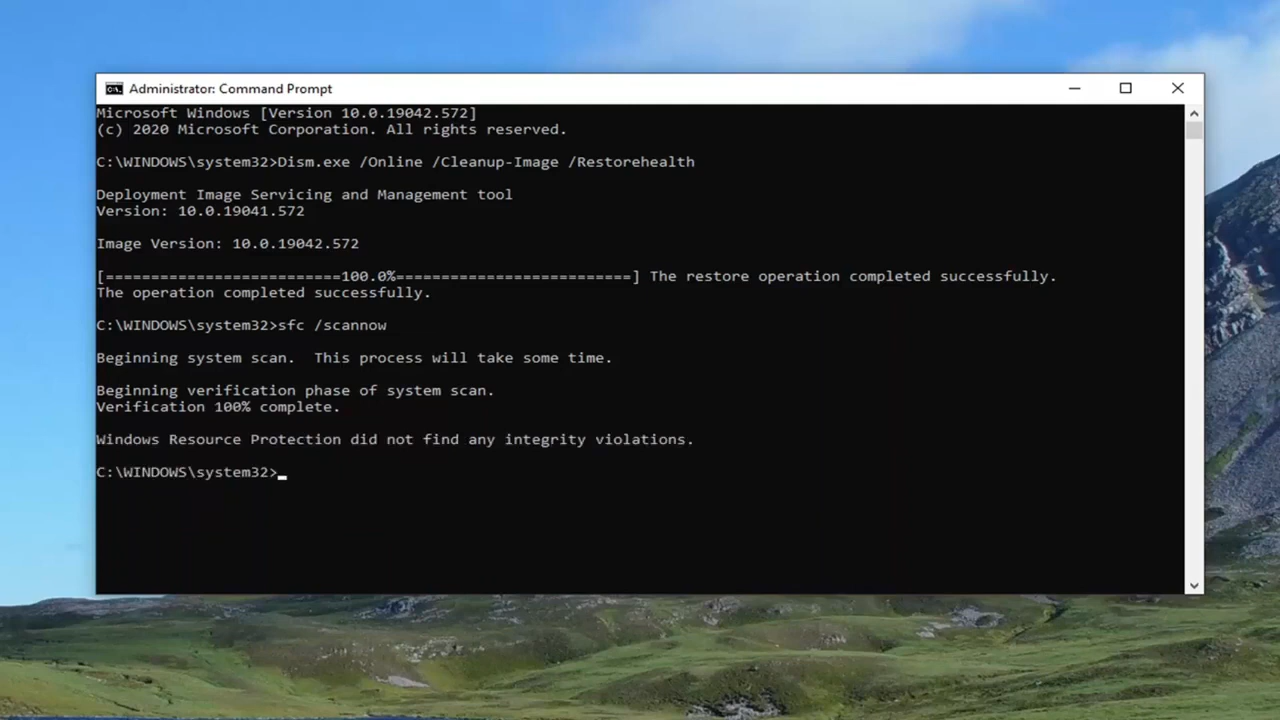 Administrator: Command Prompt
Microsoft Windows [Version 10.0.19042.572]
(c) 2020 Microsoft Corporation. All rights reserved.
C:\WINDOWS\system32>Dism.exe /Online /Cleanup-Image /Restorehealth
Deployment Image Servicing and Management tool
Version: 10.0.19041.572
Image Version: 10.0.19042.572
[==========================100.0%==========================] The restore operation completed successfully.
The operation completed successfully.
C:\WINDOWS\system32>sfc /scannow
Beginning system scan.  This process will take some time.
Beginning verification phase of system scan.
Verification 100% complete.
Windows Resource Protection did not find any integrity violations.
C:\WINDOWS\system32>